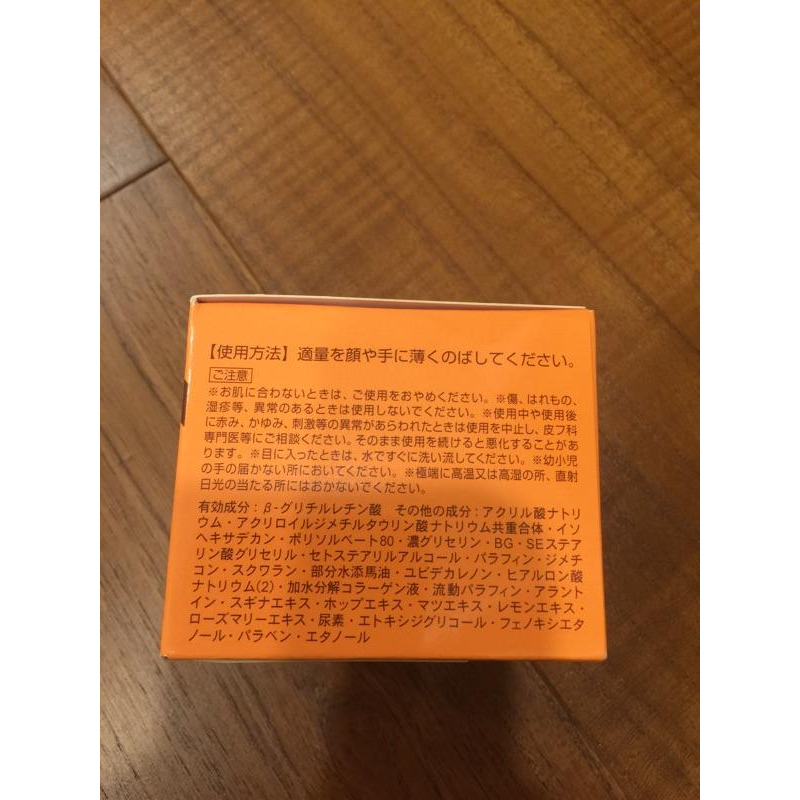 【使用方法】適量を顔や手に薄くのばしてください。
ご注意
※お肌に合わないときは、ご使用をおやめください。※傷、はれもの、
湿疹等、異常のあるときは使用しないでください。※使用中や使用後
に赤み、かゆみ、刺激等の異常があらわれたときは使用を中止し、皮フ科
専門医等にご相談ください。そのまま使用を続けると悪化することがあ
ります。※目に入ったときは、水ですぐに洗い流してください。※幼小児
の手の届かない所においてください。※極端に高温又は高湿の所、直射
日光の当たる所にはおかないでください。
有効成分：β-グリチルレチン酸　その他の成分：アクリル酸ナトリ
ウム・アクリロイルジメチルタウリン酸ナトリウム共重合体・イソ
ヘキサデカン・ポリソルベート80・濃グリセリン・BG・SEステア
リン酸グリセリル・セトステアリルアルコール・パラフィン・ジメチ
コン・スクワラン・部分水添馬油・ユビデカレノン・ヒアルロン酸
ナトリウム(2)・加水分解コラーゲン液・流動パラフィン・アラント
イン・スギナエキス・ホップエキス・マツエキス・レモンエキス・
ローズマリーエキス・尿素・エトキシジグリコール・フェノキシエタ
ノール・パラベン・エタノール